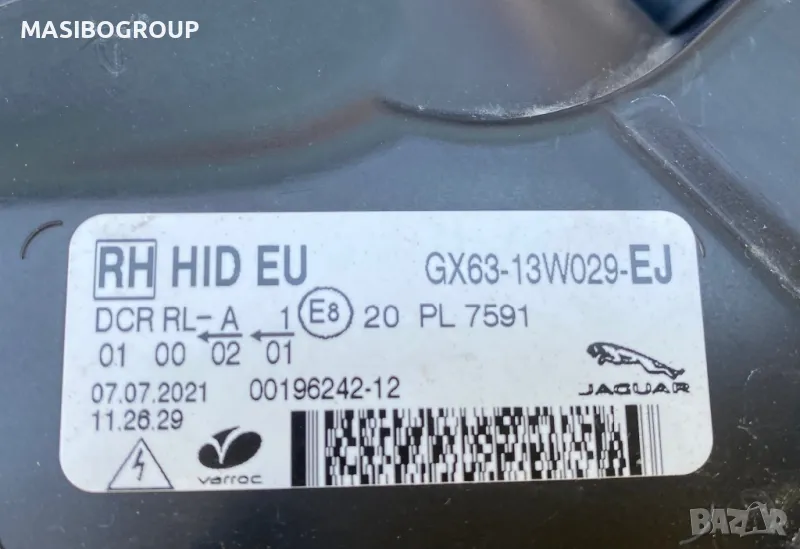 MASIBOGROUP
RH HID EU GX63-13W029-EJ
DCR RL-A 1 E8 20 PL 7591
01 00 02 01
JAGUAR
07.07.2021 00196242-12
11.26.29
varroc
BAZAR